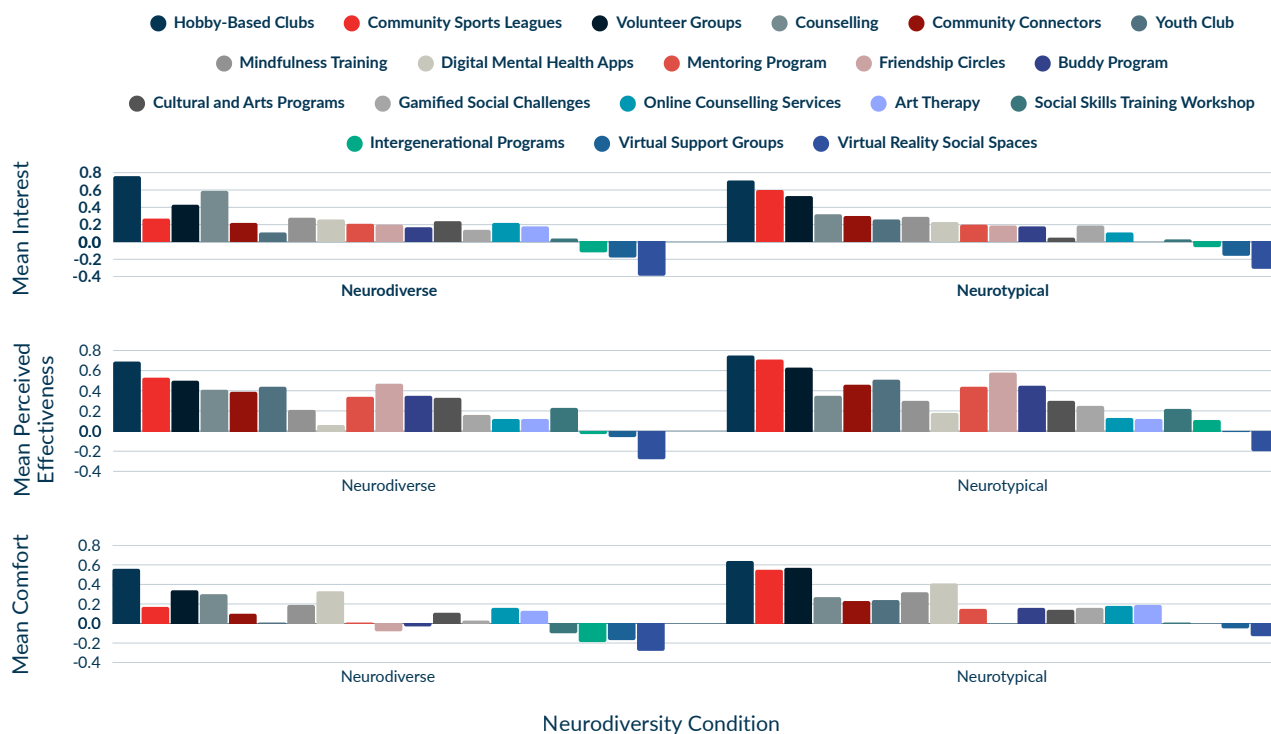 Hobby-Based Clubs Community Sports Leagues Volunteer Groups Counselling Community Connectors Youth Club
Mindfulness Training Digital Mental Health Apps Mentoring Program Friendship Circles Buddy Program
Cultural and Arts Programs Gamified Social Challenges Online Counselling Services Art Therapy Social Skills Training Workshop
Intergenerational Programs Virtual Support Groups Virtual Reality Social Spaces
Mean Interest
0.8
0.6
0.4
0.2
0.0
-0.2
-0.4
Neurodiverse Neurotypical
Mean Perceived
Effectiveness
0.8
0.6
0.4
0.2
0.0
-0.2
-0.4
Neurodiverse Neurotypical
Mean Comfort
0.8
0.6
0.4
0.2
0.0
-0.2
-0.4
Neurodiverse Neurotypical
Neurodiversity Condition